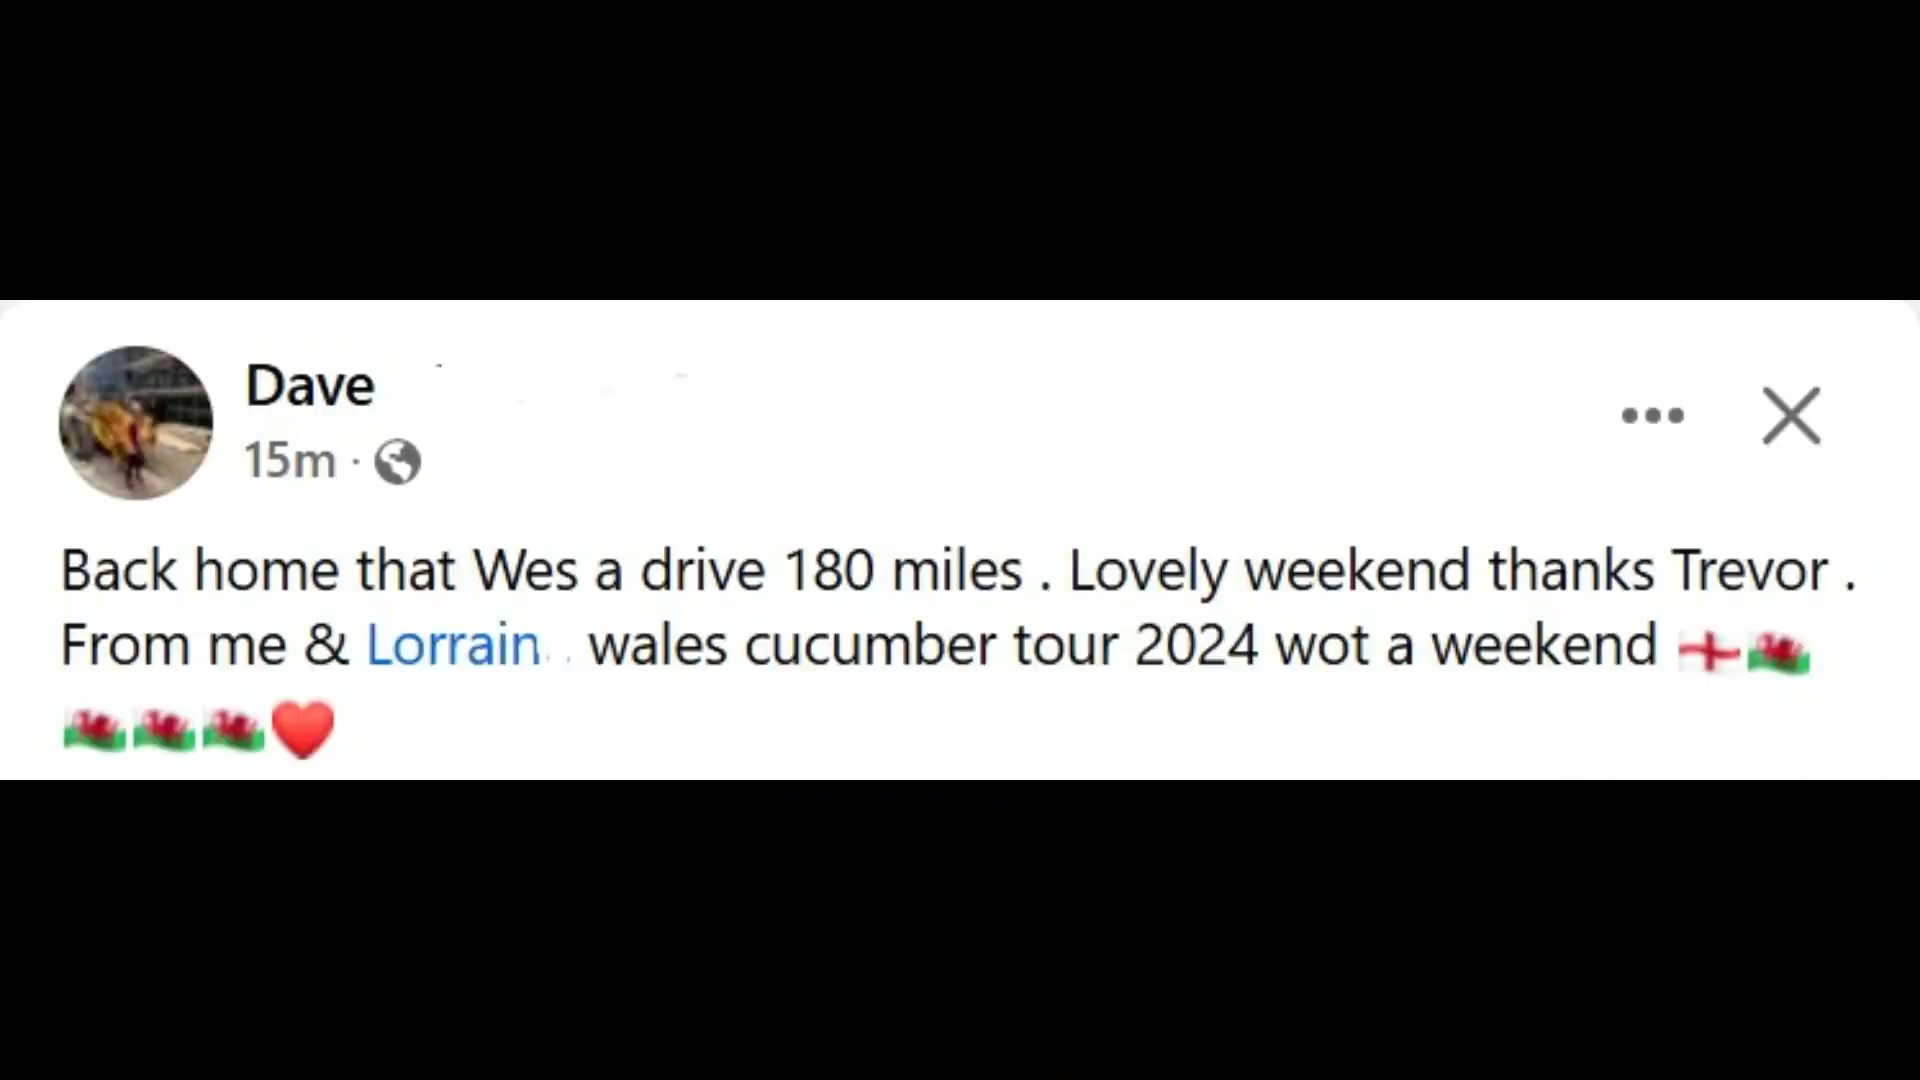 Dave
15m ·
Back home that Wes a drive 180 miles . Lovely weekend thanks Trevor .
From me & Lorrain wales cucumber tour 2024 wot a weekend 🏴󠁧󠁢󠁥󠁮󠁧󠁿🏴󠁧󠁢󠁷󠁬󠁳󠁿
🏴󠁧󠁢󠁷󠁬󠁳󠁿🏴󠁧󠁢󠁷󠁬󠁳󠁿🏴󠁧󠁢󠁷󠁬󠁳󠁿❤️